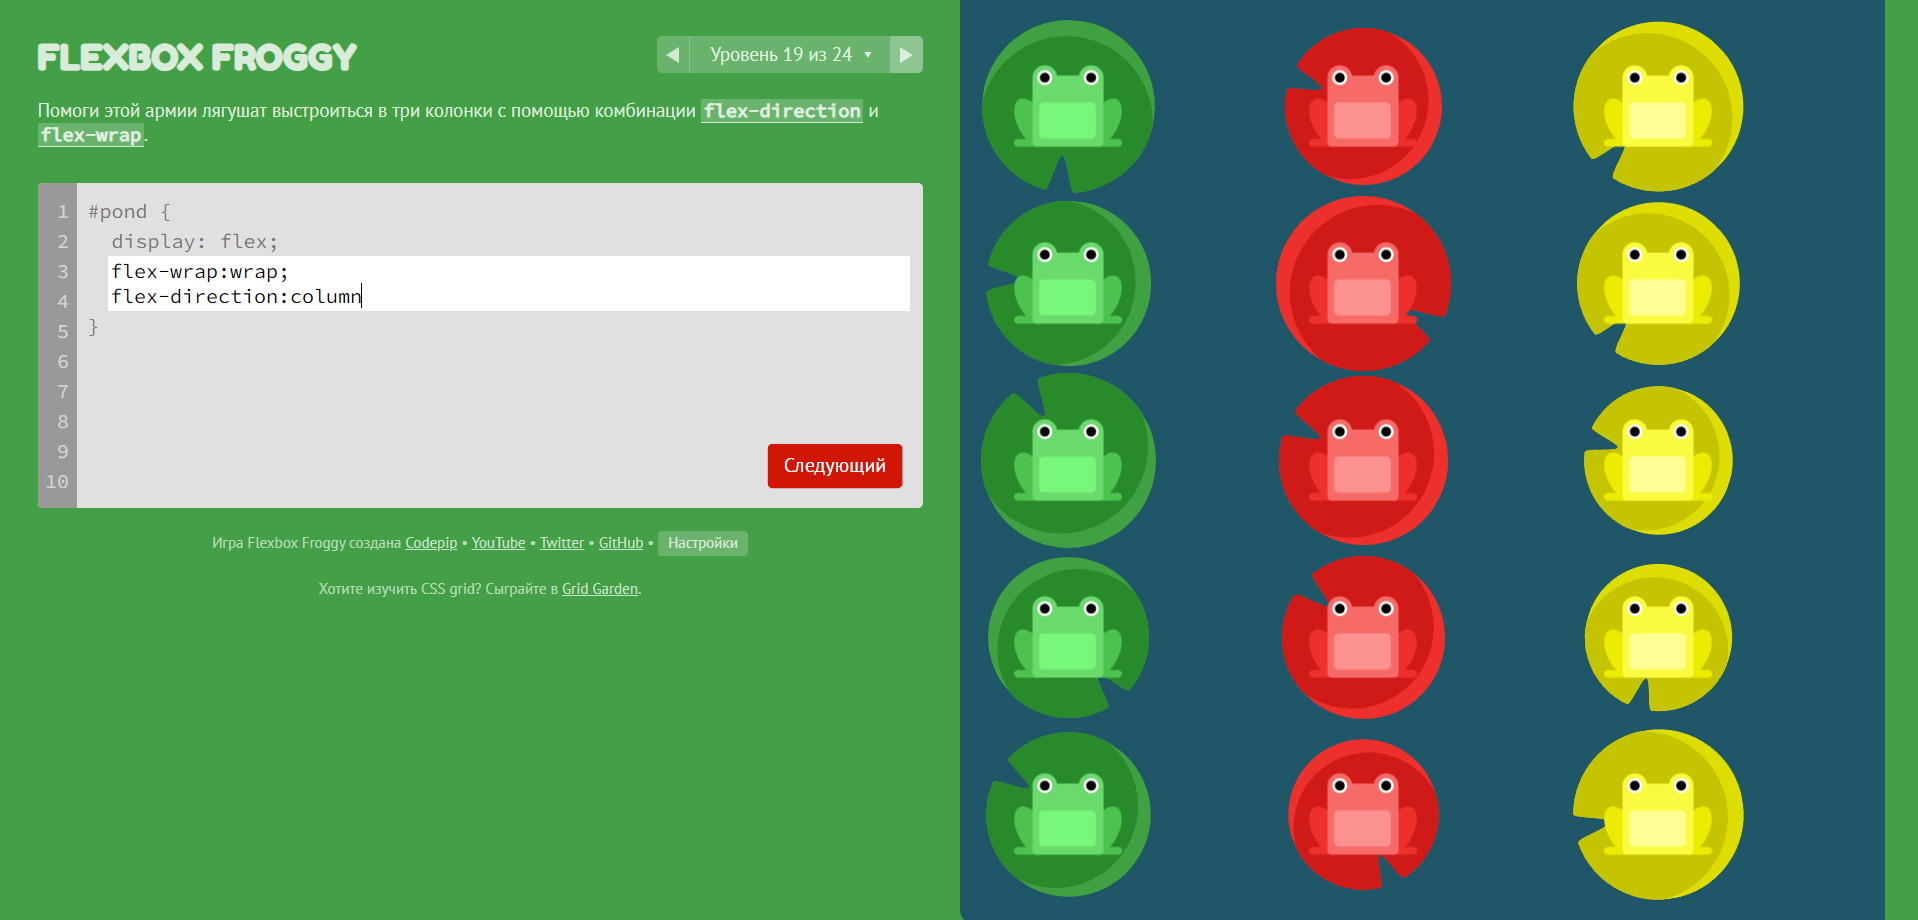 FLEXBOX FROGGY
Уровень 19 из 24
Помоги этой армии лягушат выстроиться в три колонки с помощью комбинации flex-direction и
flex-wrap.
1 #pond {
2 display: flex;
3 flex-wrap:wrap;
4 flex-direction:column
5 }
6
7
8
9
10
Следующий
Игра Flexbox Froggy создана Codepip • YouTube • Twitter • GitHub • Настройки
Хотите изучить CSS grid? Сыграйте в Grid Garden.